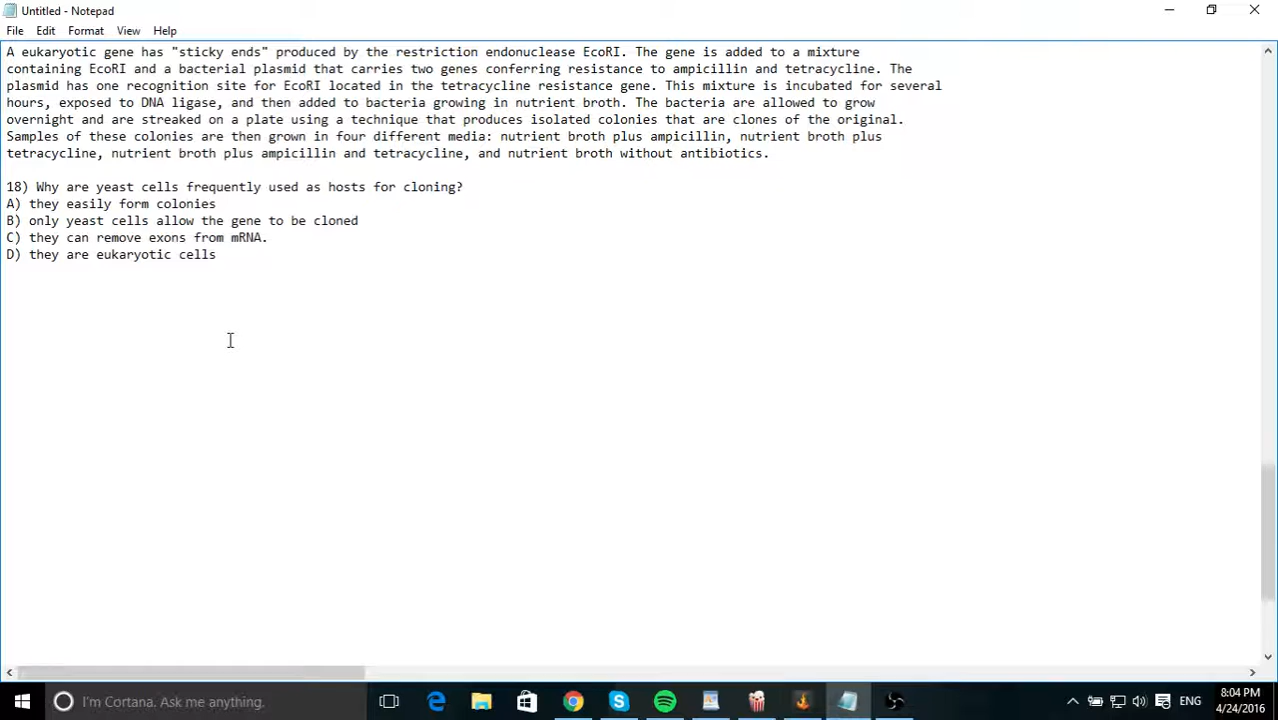 Untitled - Notepad
File Edit Format View Help
A eukaryotic gene has "sticky ends" produced by the restriction endonuclease EcoRI. The gene is added to a mixture
containing EcoRI and a bacterial plasmid that carries two genes conferring resistance to ampicillin and tetracycline. The
plasmid has one recognition site for EcoRI located in the tetracycline resistance gene. This mixture is incubated for several
hours, exposed to DNA ligase, and then added to bacteria growing in nutrient broth. The bacteria are allowed to grow
overnight and are streaked on a plate using a technique that produces isolated colonies that are clones of the original.
Samples of these colonies are then grown in four different media: nutrient broth plus ampicillin, nutrient broth plus
tetracycline, nutrient broth plus ampicillin and tetracycline, and nutrient broth without antibiotics.
18) Why are yeast cells frequently used as hosts for cloning?
A) they easily form colonies
B) only yeast cells allow the gene to be cloned
C) they can remove exons from mRNA.
D) they are eukaryotic cells
I'm Cortana. Ask me anything.
ENG
8:04 PM
4/24/2016